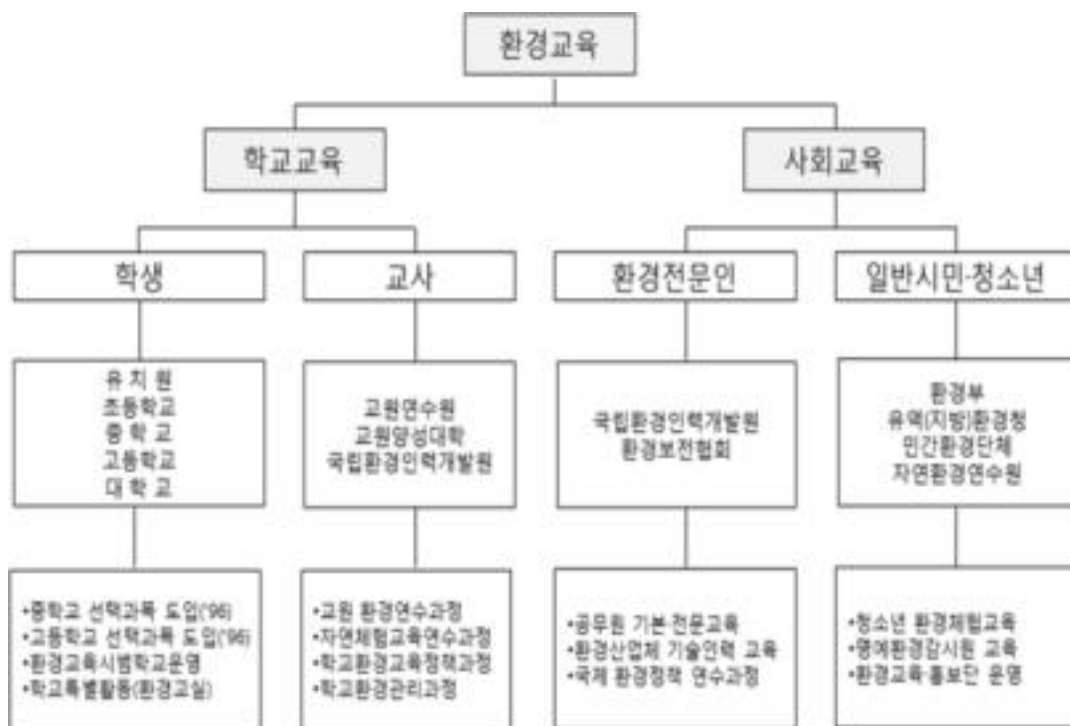 환경교육
학교교육
사회교육
학생
교사
환경전문인
일반시민·청소년
유 치 원
초등학교
중 학 교
고등학교
대 학 교
교원연수원
교원양성대학
국립환경인력개발원
국립환경인력개발원
환경보전협회
환경부
유역(지방)환경청
민간환경단체
자연환경연수원
•중학교 선택과목 도입('96)
•고등학교 선택과목 도입('96)
•환경교육시범학교운영
•학교특별활동(환경교실)
•교원 환경연수과정
•자연체험교육연수과정
•학교환경교육정책과정
•학교환경관리과정
•공무원 기본·전문교육
•환경산업체 기술인력 교육
•국제 환경정책 연수과정
•청소년 환경체험교육
•명예환경감시원 교육
•환경교육·홍보단 운영